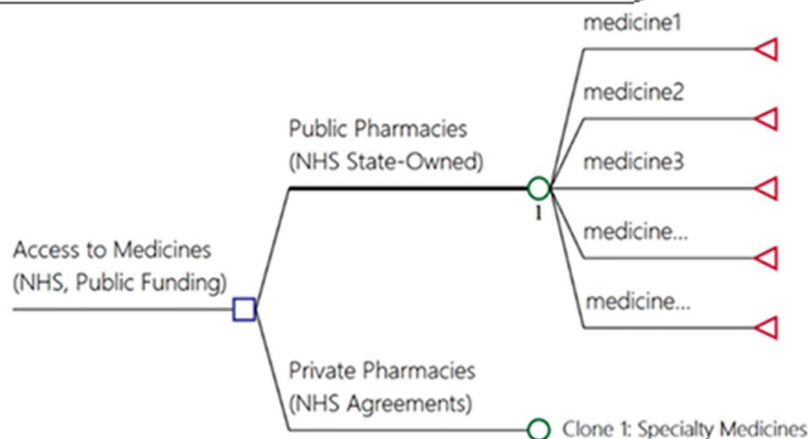 medicine1
medicine2
Public Pharmacies
(NHS State-Owned)
medicine3
1
medicine...
Access to Medicines
(NHS, Public Funding)
medicine...
Private Pharmacies
(NHS Agreements)
Clone 1: Specialty Medicines